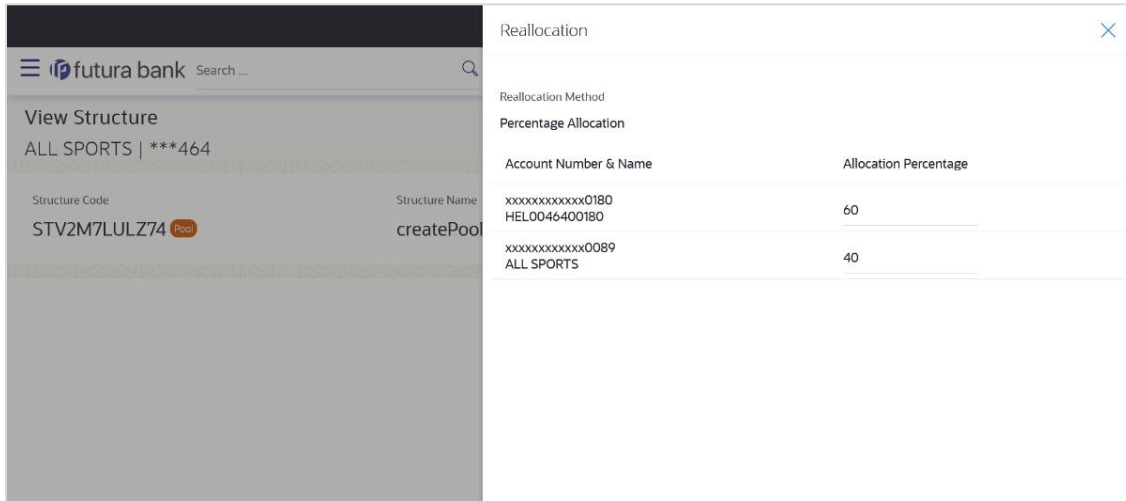 Reallocation
futura bank Search ...
View Structure
ALL SPORTS | ***464
Structure Code
STV2M7LULZ74 Pool
Structure Name
createPool
Reallocation Method
Percentage Allocation
Account Number & Name Allocation Percentage
xxxxxxxxxxxx0180
HEL0046400180
60
xxxxxxxxxxxx0089
ALL SPORTS
40